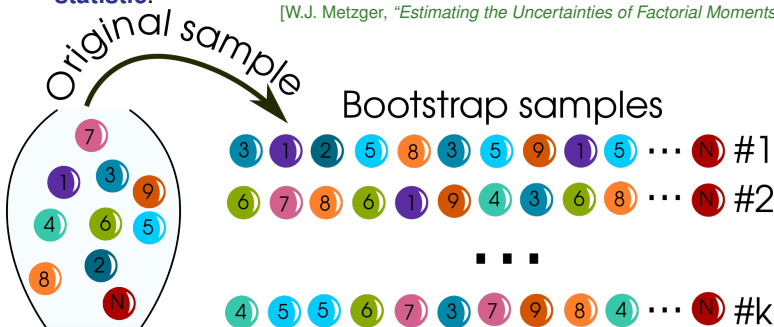 statistic.
[W.J. Metzger, “Estimating the Uncertainties of Factorial Moments
Original sample
Bootstrap samples
3 1 2 5 8 3 5 9 1 5 ... N #1
6 7 8 6 1 9 4 3 6 8 ... N #2
...
4 5 5 6 7 3 7 9 8 4 ... N #k
7
1 3 9
4 6 5
8 2
N